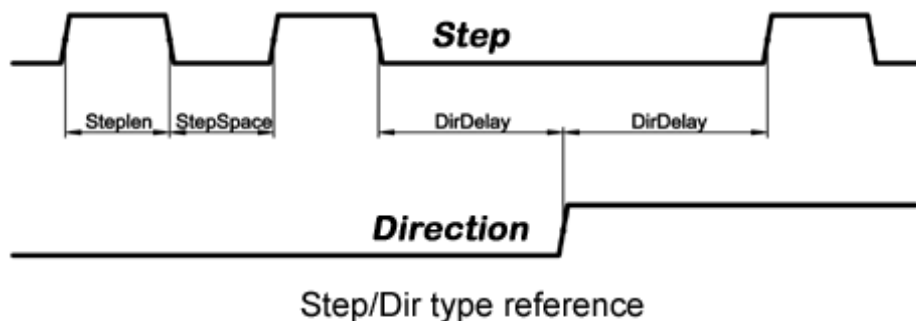 Step
Steplen StepSpace DirDelay DirDelay
Direction
Step/Dir type reference